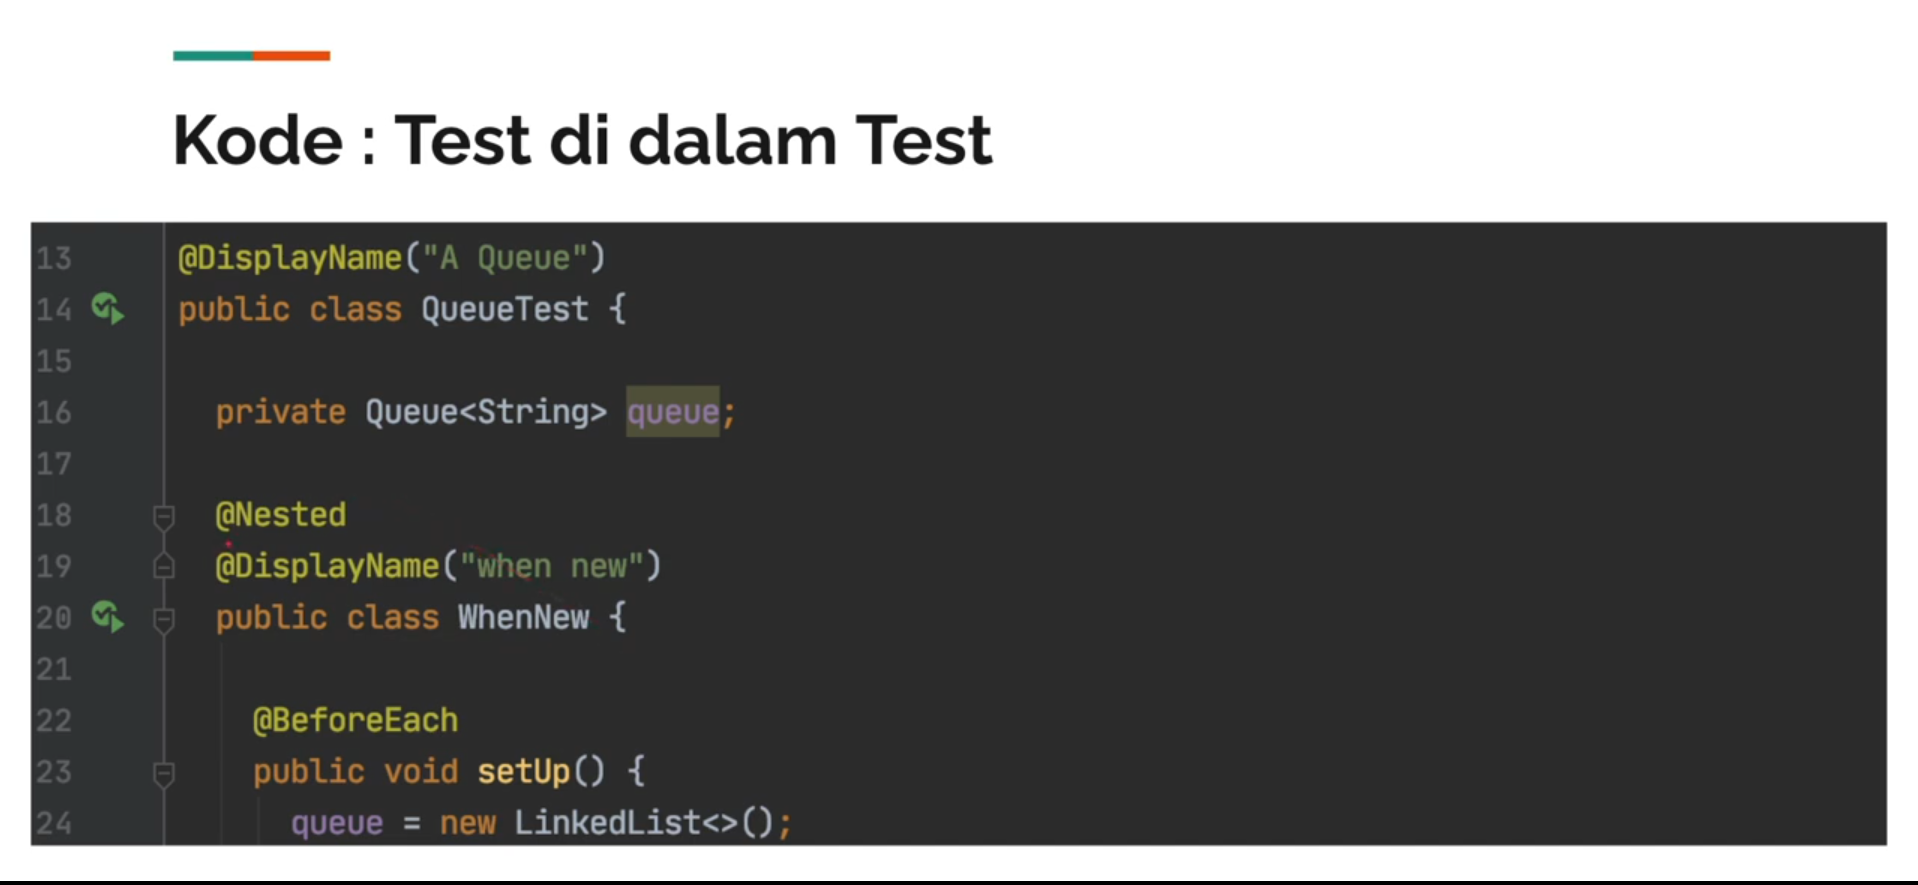 Kode : Test di dalam Test
13 @DisplayName("A Queue")
14 public class QueueTest {
15
16 private Queue<String> queue;
17
18 @Nested
19 @DisplayName("when new")
20 public class WhenNew {
21
22 @BeforeEach
23 public void setUp() {
24 queue = new LinkedList<>();